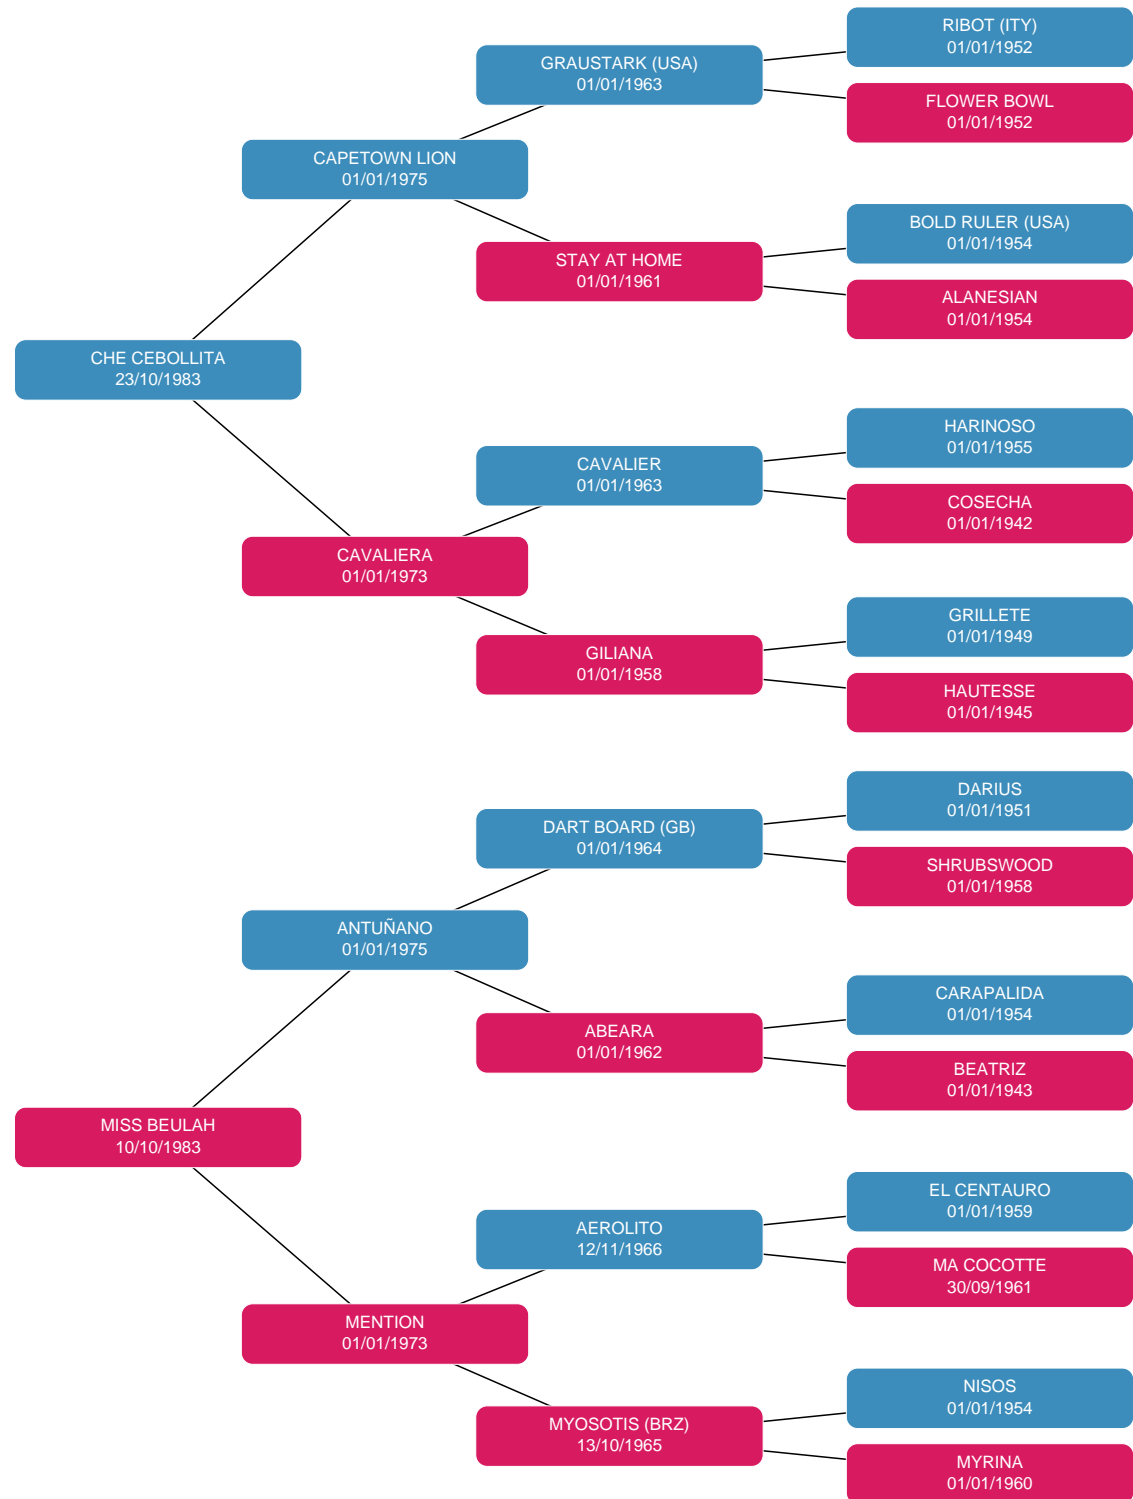 RIBOT (ITY)
01/01/1952
GRAUSTARK (USA)
01/01/1963
FLOWER BOWL
01/01/1952
CAPETOWN LION
01/01/1975
BOLD RULER (USA)
01/01/1954
STAY AT HOME
01/01/1961
ALANESIAN
01/01/1954
CHE CEBOLLITA
23/10/1983
HARINOSO
01/01/1955
CAVALIER
01/01/1963
COSECHA
01/01/1942
CAVALIERA
01/01/1973
GRILLETE
01/01/1949
GILIANA
01/01/1958
HAUTESSE
01/01/1945
DARIUS
01/01/1951
DART BOARD (GB)
01/01/1964
SHRUBSWOOD
01/01/1958
ANTUÑANO
01/01/1975
CARAPALIDA
01/01/1954
ABEARA
01/01/1962
BEATRIZ
01/01/1943
MISS BEULAH
10/10/1983
EL CENTAURO
01/01/1959
AEROLITO
12/11/1966
MA COCOTTE
30/09/1961
MENTION
01/01/1973
NISOS
01/01/1954
MYOSOTIS (BRZ)
13/10/1965
MYRINA
01/01/1960